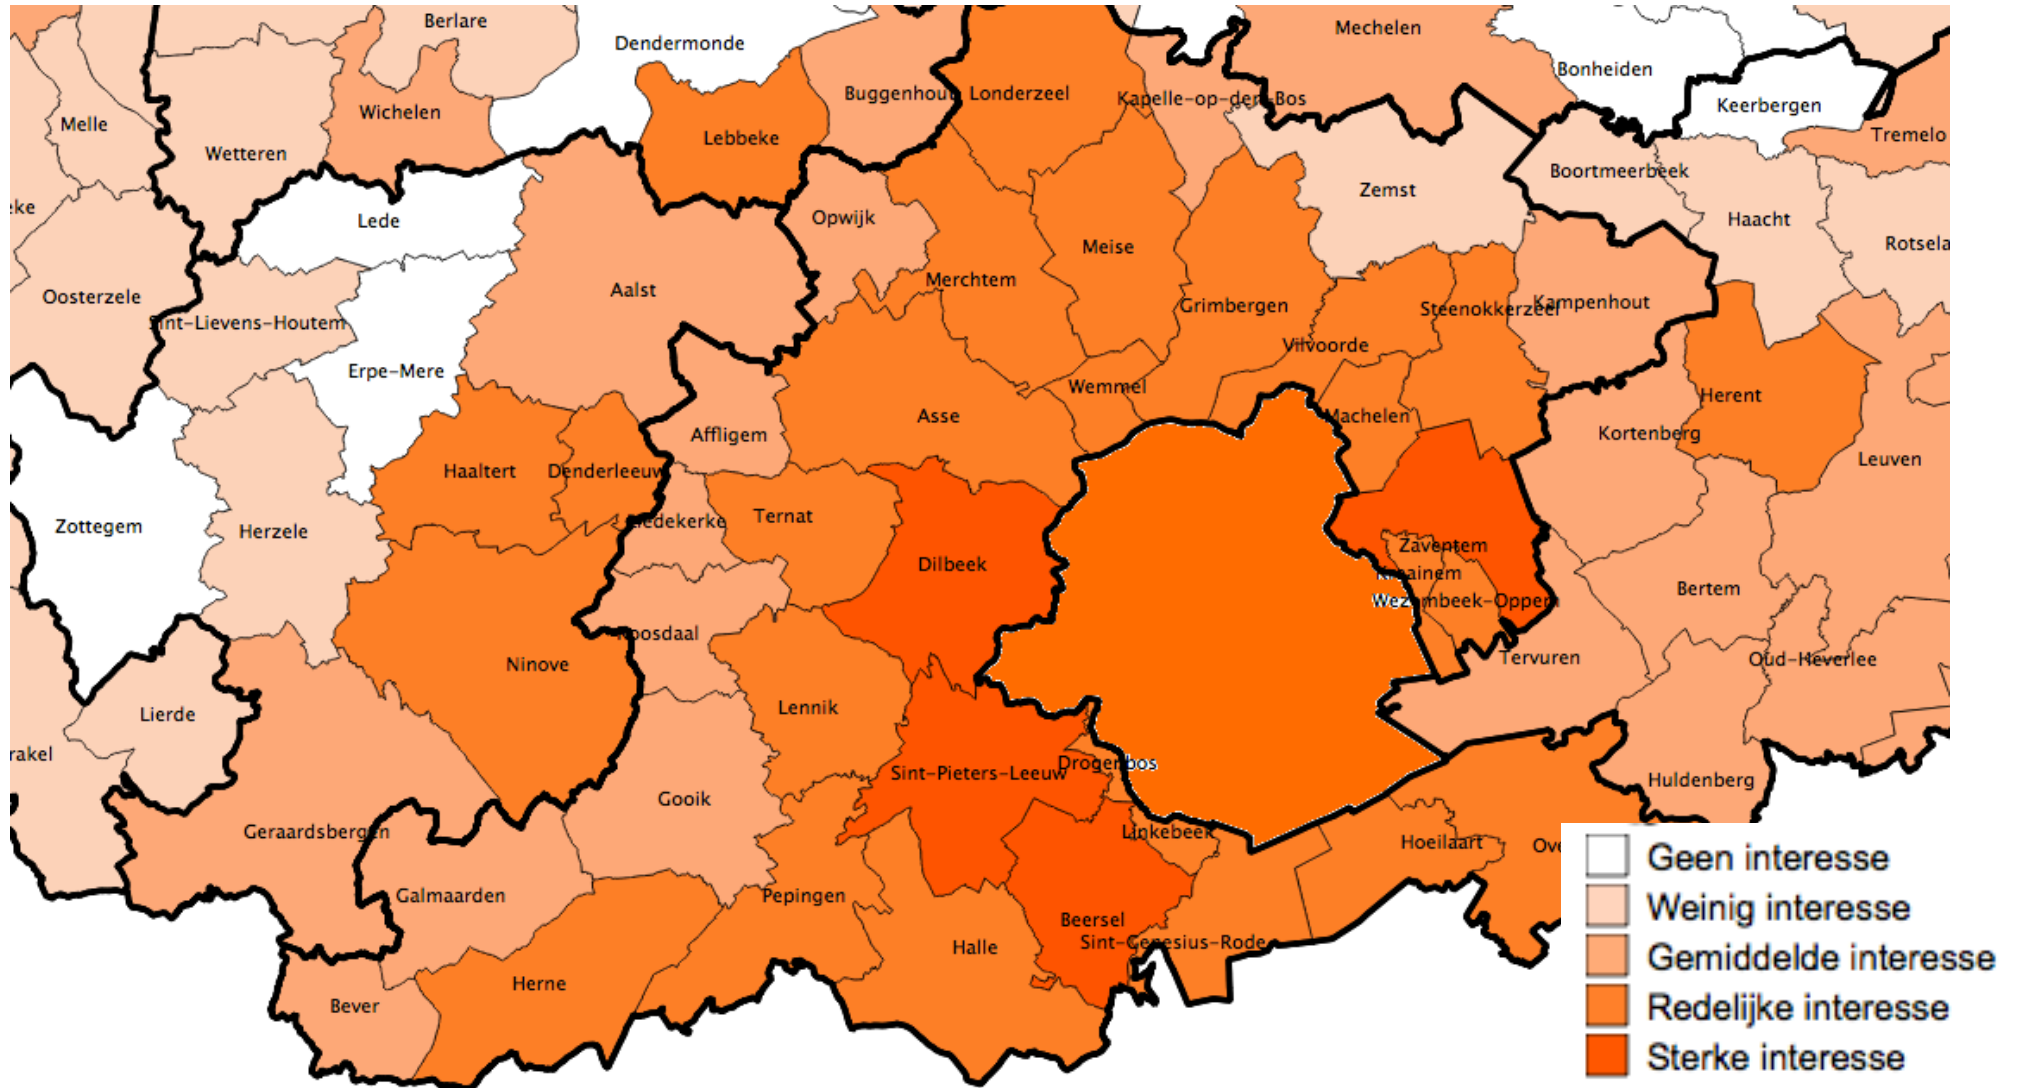 Berlare
Dendermonde
Mechelen
Bonheiden
Keerbergen
Tremelo
Buggenhout
Londerzeel
Kapelle-op-den-Bos
Wichelen
Melle
Wetteren
Lebbeke
Boortmeerbeek
Zemst
Haacht
Rotsela
eke
Lede
Opwijk
Meise
Merchtem
Aalst
Oosterzele
Sint-Lievens-Houtem
Grimbergen
Steenokkerzeel
Kampenhout
Vilvoorde
Erpe-Mere
Wemmel
Herent
Asse
Machelen
Affligem
Kortenberg
Leuven
Haaltert
Denderleeuw
Zottegem
Herzele
Liedekerke
Ternat
Dilbeek
Zaventem
Kraainem
Wezembeek-Oppem
Bertem
Roosdaal
Ninove
Tervuren
Oud-Heverlee
Lierde
Lennik
rakel
Drogenbos
Sint-Pieters-Leeuw
Huldenberg
Gooik
Geraardsbergen
Linkebeek
Hoeilaart
Ove
Galmaarden
Pepingen
Beersel
Sint-Genesius-Rode
Halle
Herne
Bever
Geen interesse
Weinig interesse
Gemiddelde interesse
Redelijke interesse
Sterke interesse